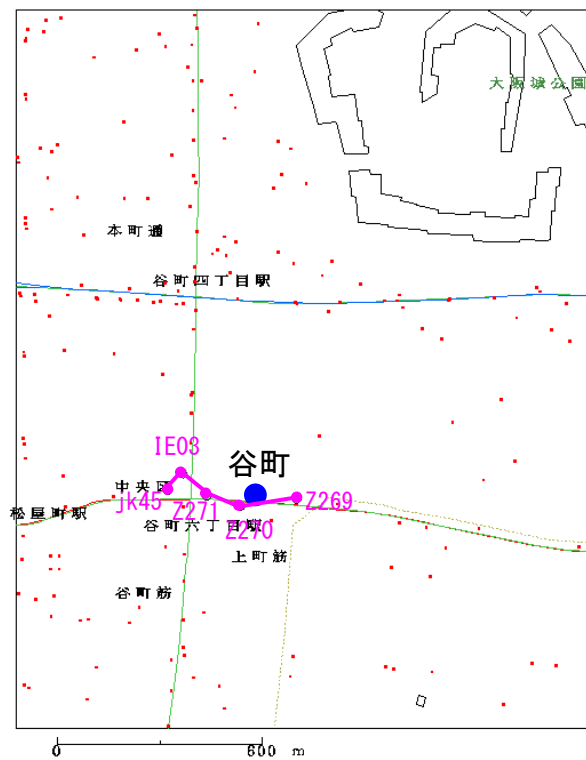 大阪城公園
本町通
谷町四丁目駅
IE03
谷町
中央区
jk45
Z271
Z270
Z269
松屋町駅
谷町六丁目駅
上町筋
谷町筋
0 600 m